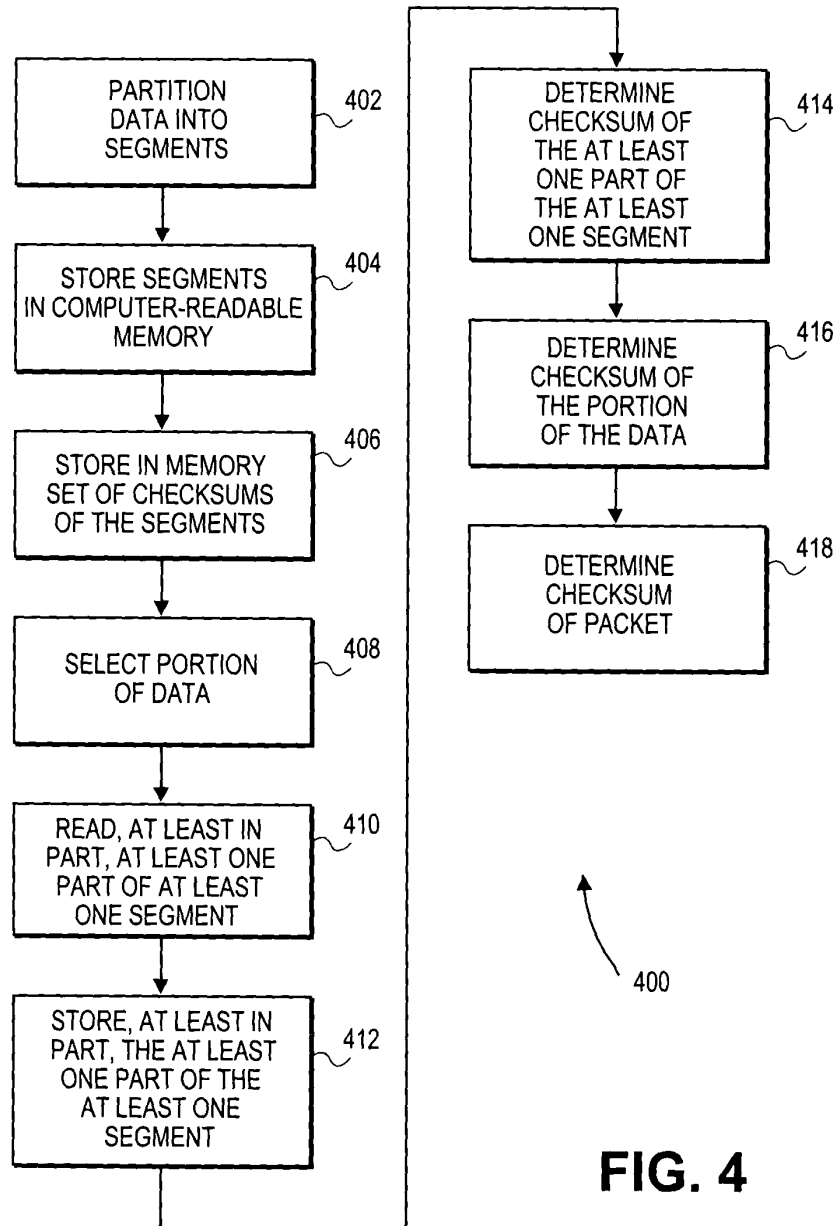 PARTITION
DATA INTO
SEGMENTS
402
STORE SEGMENTS
IN COMPUTER-READABLE
MEMORY
404
STORE IN MEMORY
SET OF CHECKSUMS
OF THE SEGMENTS
406
SELECT PORTION
OF DATA
408
READ, AT LEAST IN
PART, AT LEAST ONE
PART OF AT LEAST
ONE SEGMENT
410
STORE, AT LEAST IN
PART, THE AT LEAST
ONE PART OF THE
AT LEAST ONE
SEGMENT
412
DETERMINE
CHECKSUM OF
THE AT LEAST
ONE PART OF
THE AT LEAST
ONE SEGMENT
414
DETERMINE
CHECKSUM OF
THE PORTION
OF THE DATA
416
DETERMINE
CHECKSUM
OF PACKET
418
400
FIG. 4